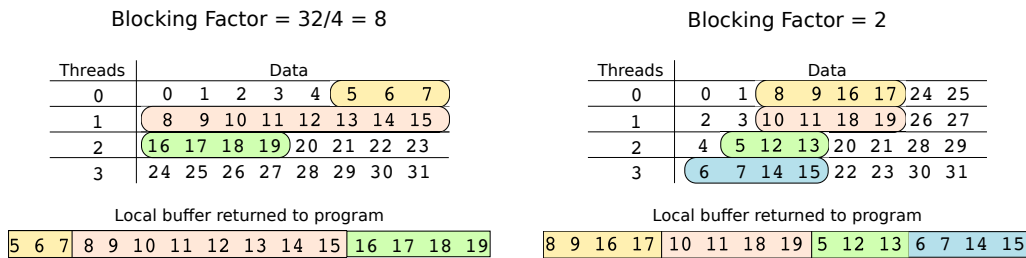 Blocking Factor = 32/4 = 8
Threads Data
0 0 1 2 3 4 5 6 7
1 8 9 10 11 12 13 14 15
2 16 17 18 19 20 21 22 23
3 24 25 26 27 28 29 30 31
Local buffer returned to program
5 6 7 8 9 10 11 12 13 14 15 16 17 18 19
Blocking Factor = 2
Threads Data
0 0 1 8 9 16 17 24 25
1 2 3 10 11 18 19 26 27
2 4 5 12 13 20 21 28 29
3 6 7 14 15 22 23 30 31
Local buffer returned to program
8 9 16 17 10 11 18 19 5 12 13 6 7 14 15